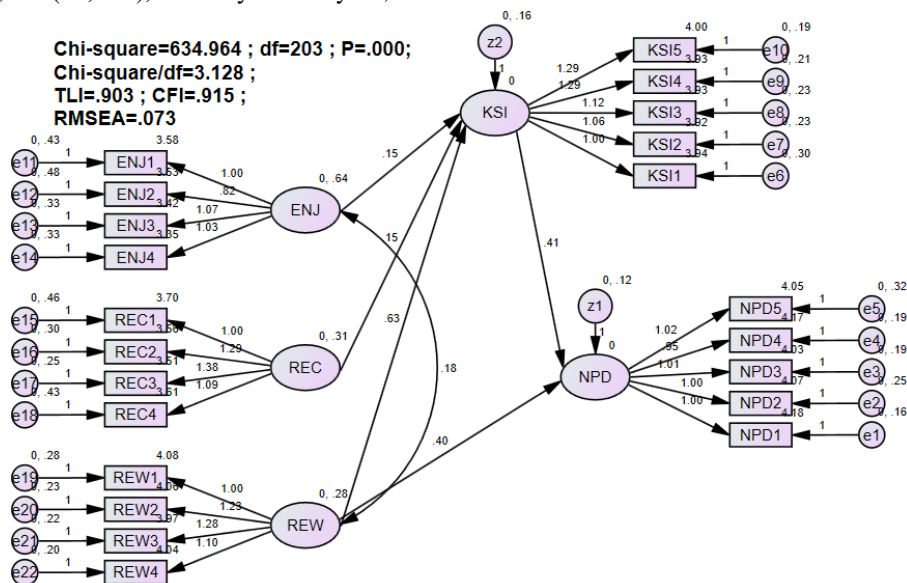 Chi-square=634.964 ; df=203 ; P=.000;
Chi-square/df=3.128 ;
TLI=.903 ; CFI=.915 ;
RMSEA=.073
0, .16
z2
1
0
KSI
4.00
KSI5
1
0, .19
e10
1.29
3.93
KSI4
1
0, .21
e9
1.29
3.93
KSI3
1
0, .23
e8
1.12
3.92
KSI2
1
0, .23
e7
1.06
3.94
KSI1
1
0, .30
e6
1.00
0, .43
e11
1
3.58
ENJ1
1.00
0, .48
e12
1
3.53
ENJ2
.82
0, .33
e13
1
3.42
ENJ3
1.07
0, .33
e14
1
3.35
ENJ4
1.03
0, .64
ENJ
.15
.15
.63
.41
.18
.40
0, .46
e15
1
3.70
REC1
1.00
0, .30
e16
1
REC2
1.29
0, .25
e17
1
3.51
REC3
1.38
0, .43
e18
1
3.61
REC4
1.09
0, .31
REC
0, .12
z1
1
0
NPD
4.05
NPD5
1
0, .32
e5
1.02
4.17
NPD4
1
0, .19
e4
.95
4.03
NPD3
1
0, .19
e3
1.01
4.07
NPD2
1
0, .25
e2
1.00
4.18
NPD1
1
0, .16
e1
1.00
0, .28
e19
1
4.08
REW1
1.00
0, .23
e20
1
4.06
REW2
1.23
0, .22
e21
1
3.97
REW3
1.28
0, .20
e22
1
4.04
REW4
1.10
0, .28
REW